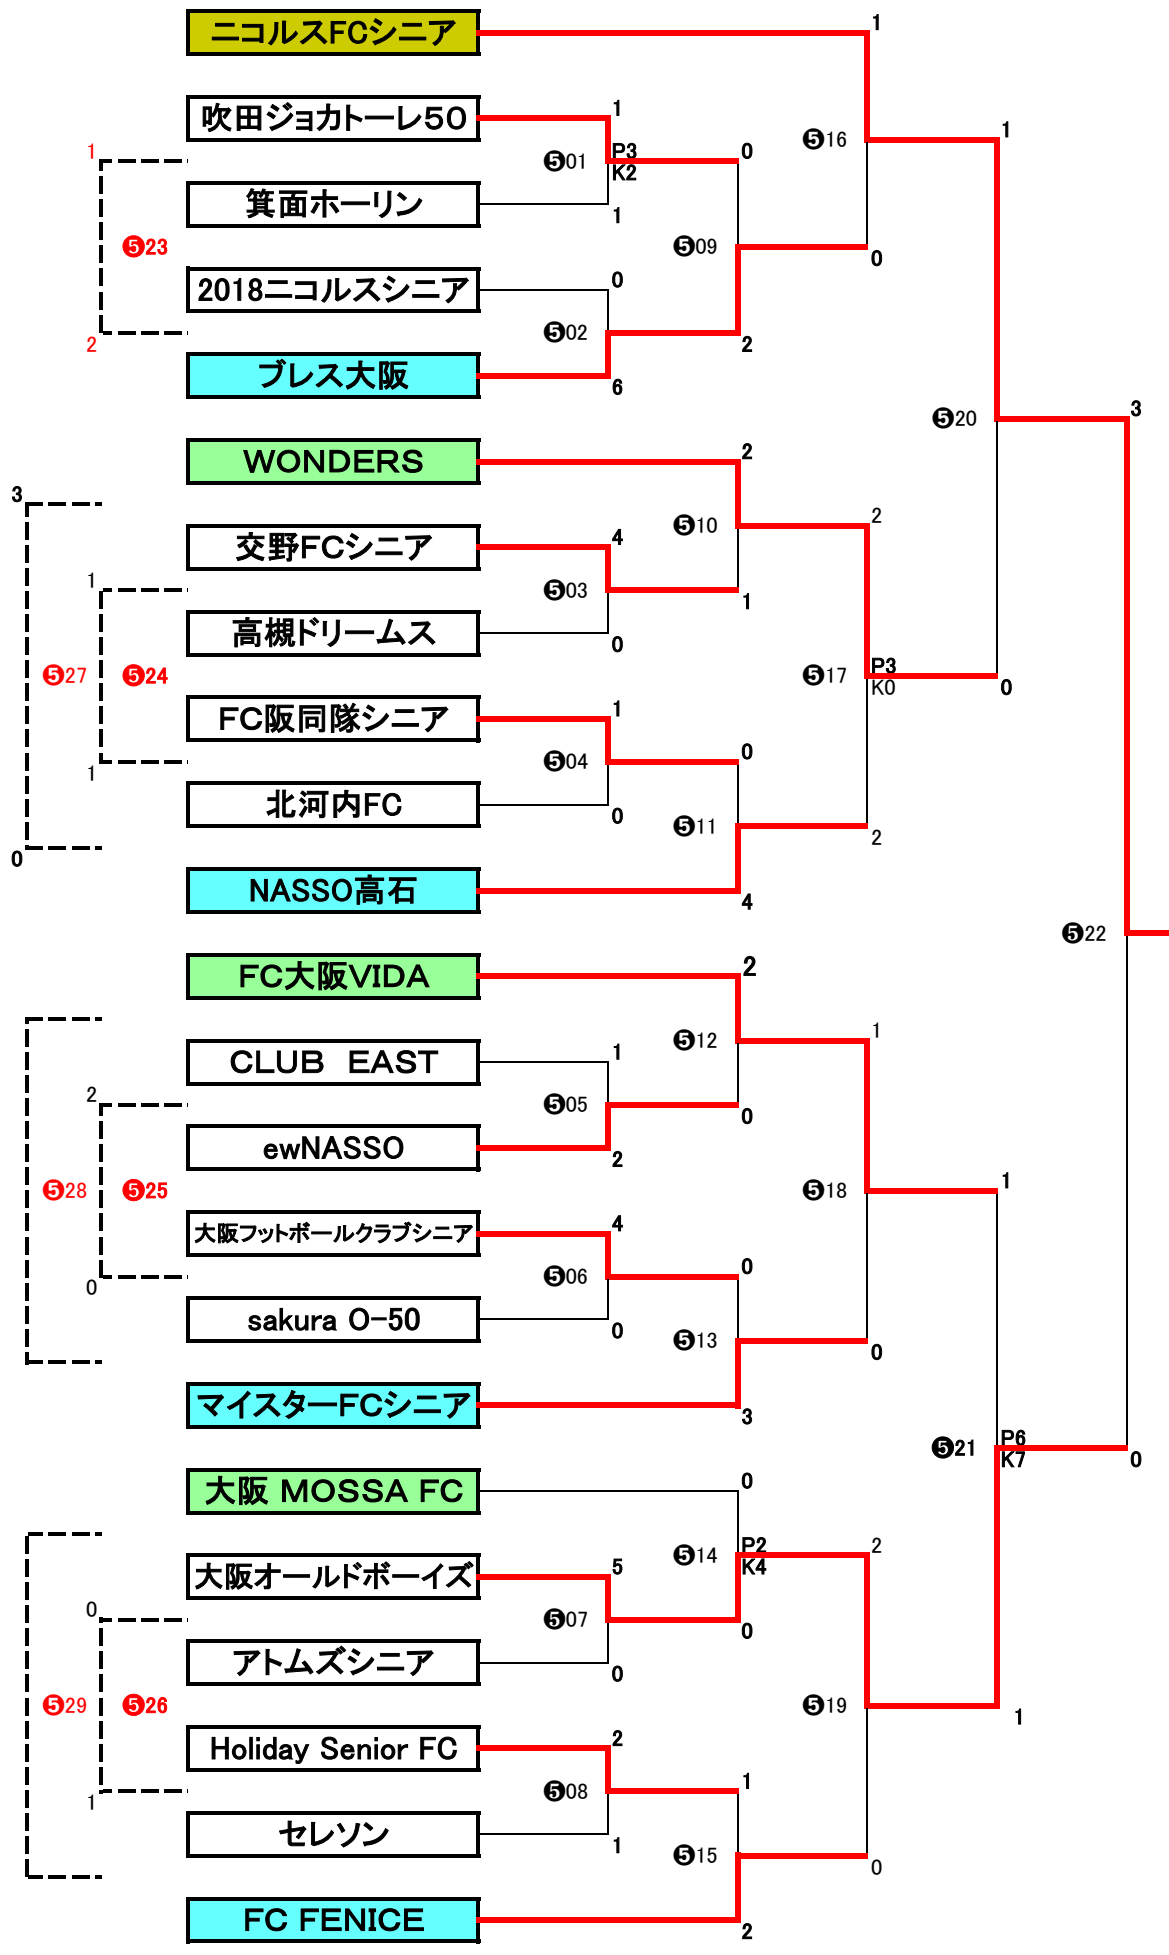 ニコルスFCシニア
1
吹田ジョカトーレ50
1
1
❺16
1
P3
0
❺01
K2
箕面ホーリン
1
❺23
❺09
0
2018ニコルスシニア
0
❺02
2
2
ブレス大阪
6
❺20
3
WONDERS
2
3
2
交野FCシニア
4
❺10
1
❺03
1
高槻ドリームス
0
❺27
❺24
❺17
P3
K0
0
FC阪同隊シニア
1
0
❺04
1
北河内FC
0
❺11
2
0
NASSO高石
4
❺22
FC大阪VIDA
2
1
CLUB EAST
1
❺12
2
❺05
0
ewNASSO
2
❺28
❺25
❺18
1
大阪フットボールクラブシニア
4
0
❺06
0
sakura O-50
0
❺13
0
マイスターFCシニア
3
❺21
P6
K7
0
大阪 MOSSA FC
0
P2
2
❺14
K4
大阪オールドボーイズ
5
0
❺07
0
アトムズシニア
0
❺29
❺26
❺19
1
Holiday Senior FC
2
1
❺08
1
セレソン
1
❺15
0
FC FENICE
2